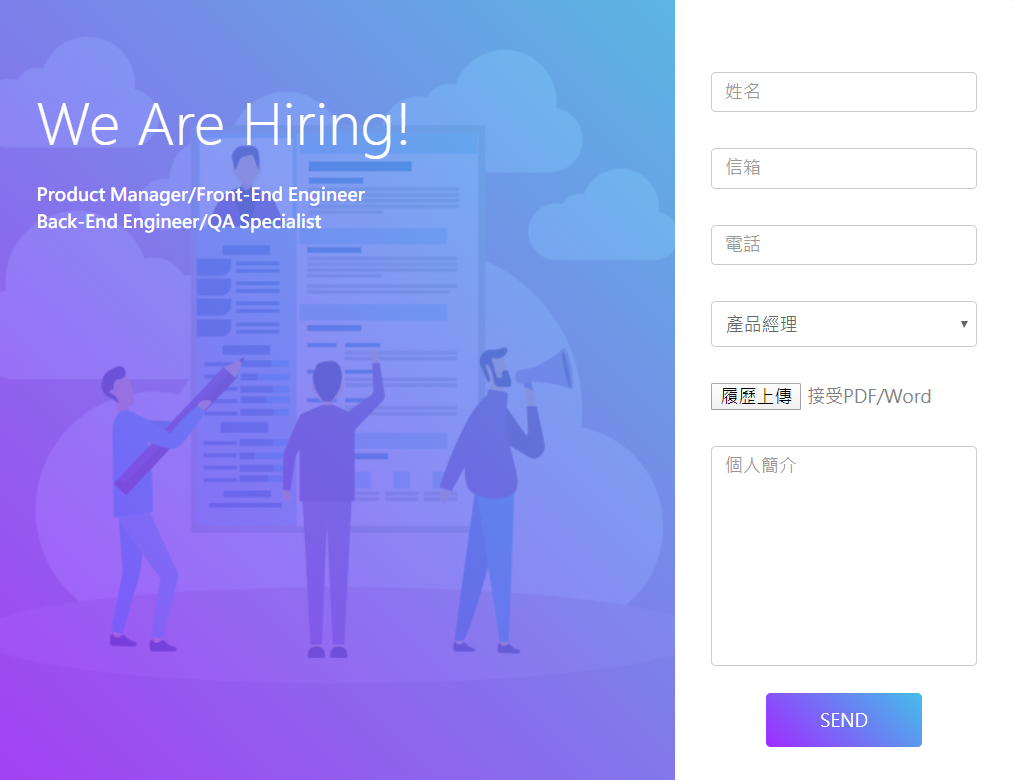 We Are Hiring!
Product Manager/Front-End Engineer
Back-End Engineer/QA Specialist
姓名
信箱
電話
產品經理
履歷上傳 接受PDF/Word
個人簡介
SEND